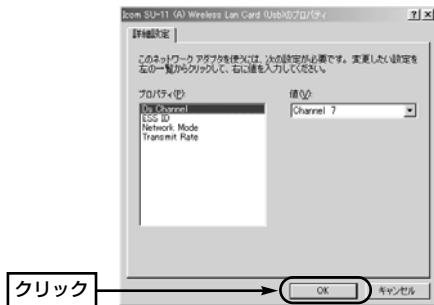 Icom SU-11 (A) Wireless Lan Card (Usb)のプロパティ
詳細設定
このネットワーク アダプタを使うには、次の設定が必要です。変更したい設定を
左の一覧からクリックして、右に値を入力してください。
プロパティ(P):
値(V):
Ds Channel
ESS ID
Network Mode
Transmit Rate
Channel 7
クリック
OK
キャンセル